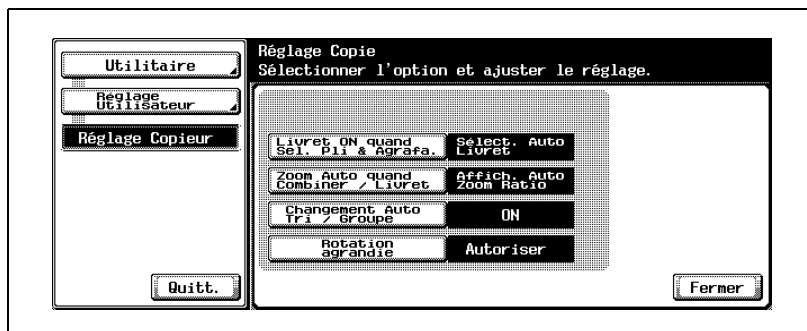 Utilitaire
Réglage
Utilisateur
Réglage Copieur
Quitt.
Réglage Copie
Sélectionner l'option et ajuster le réglage.
Livret ON quand
Sel. Pli & Agrafa.
Sélect. Auto
Livret
Zoom Auto quand
Combiner / Livret
Affich. Auto
Zoom Ratio
Changement Auto
Tri / Groupe
ON
Rotation
agrandie
Autoriser
Fermer